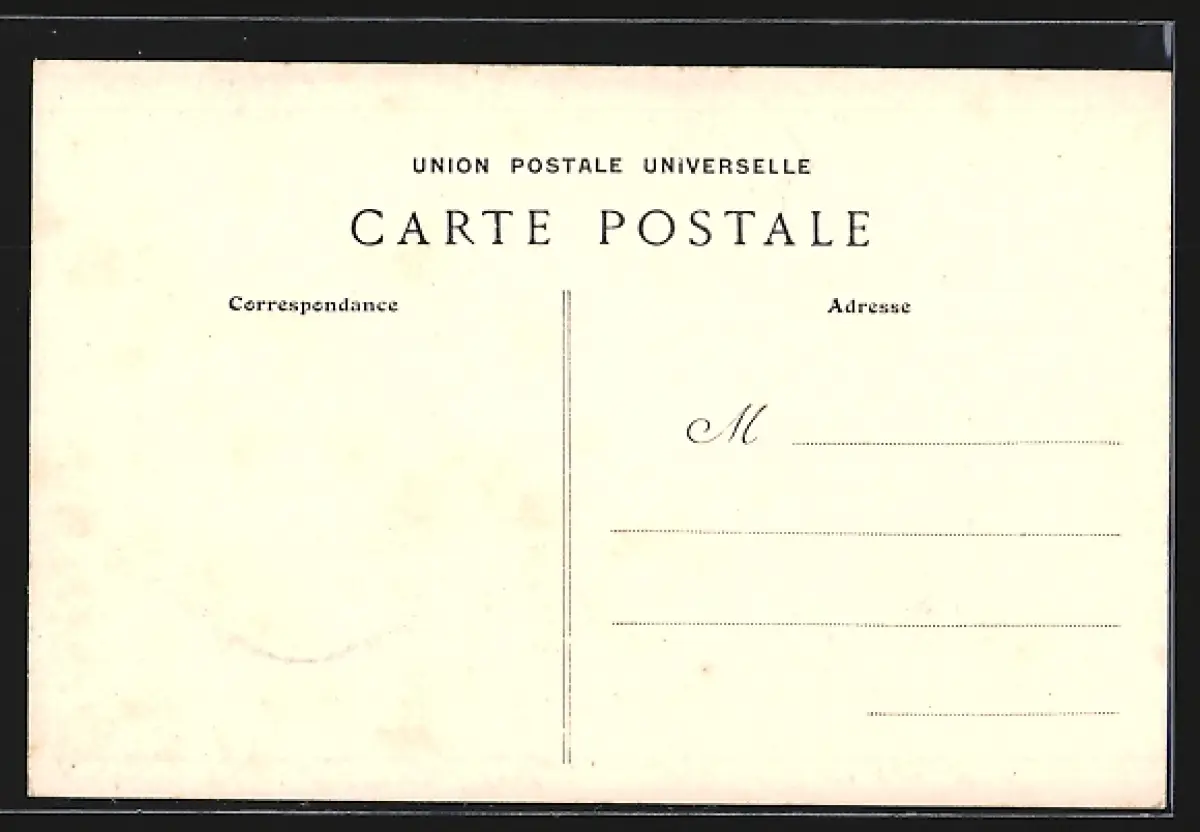 UNION POSTALE UNIVERSELLE
CARTE POSTALE
Correspondance
Adresse
M